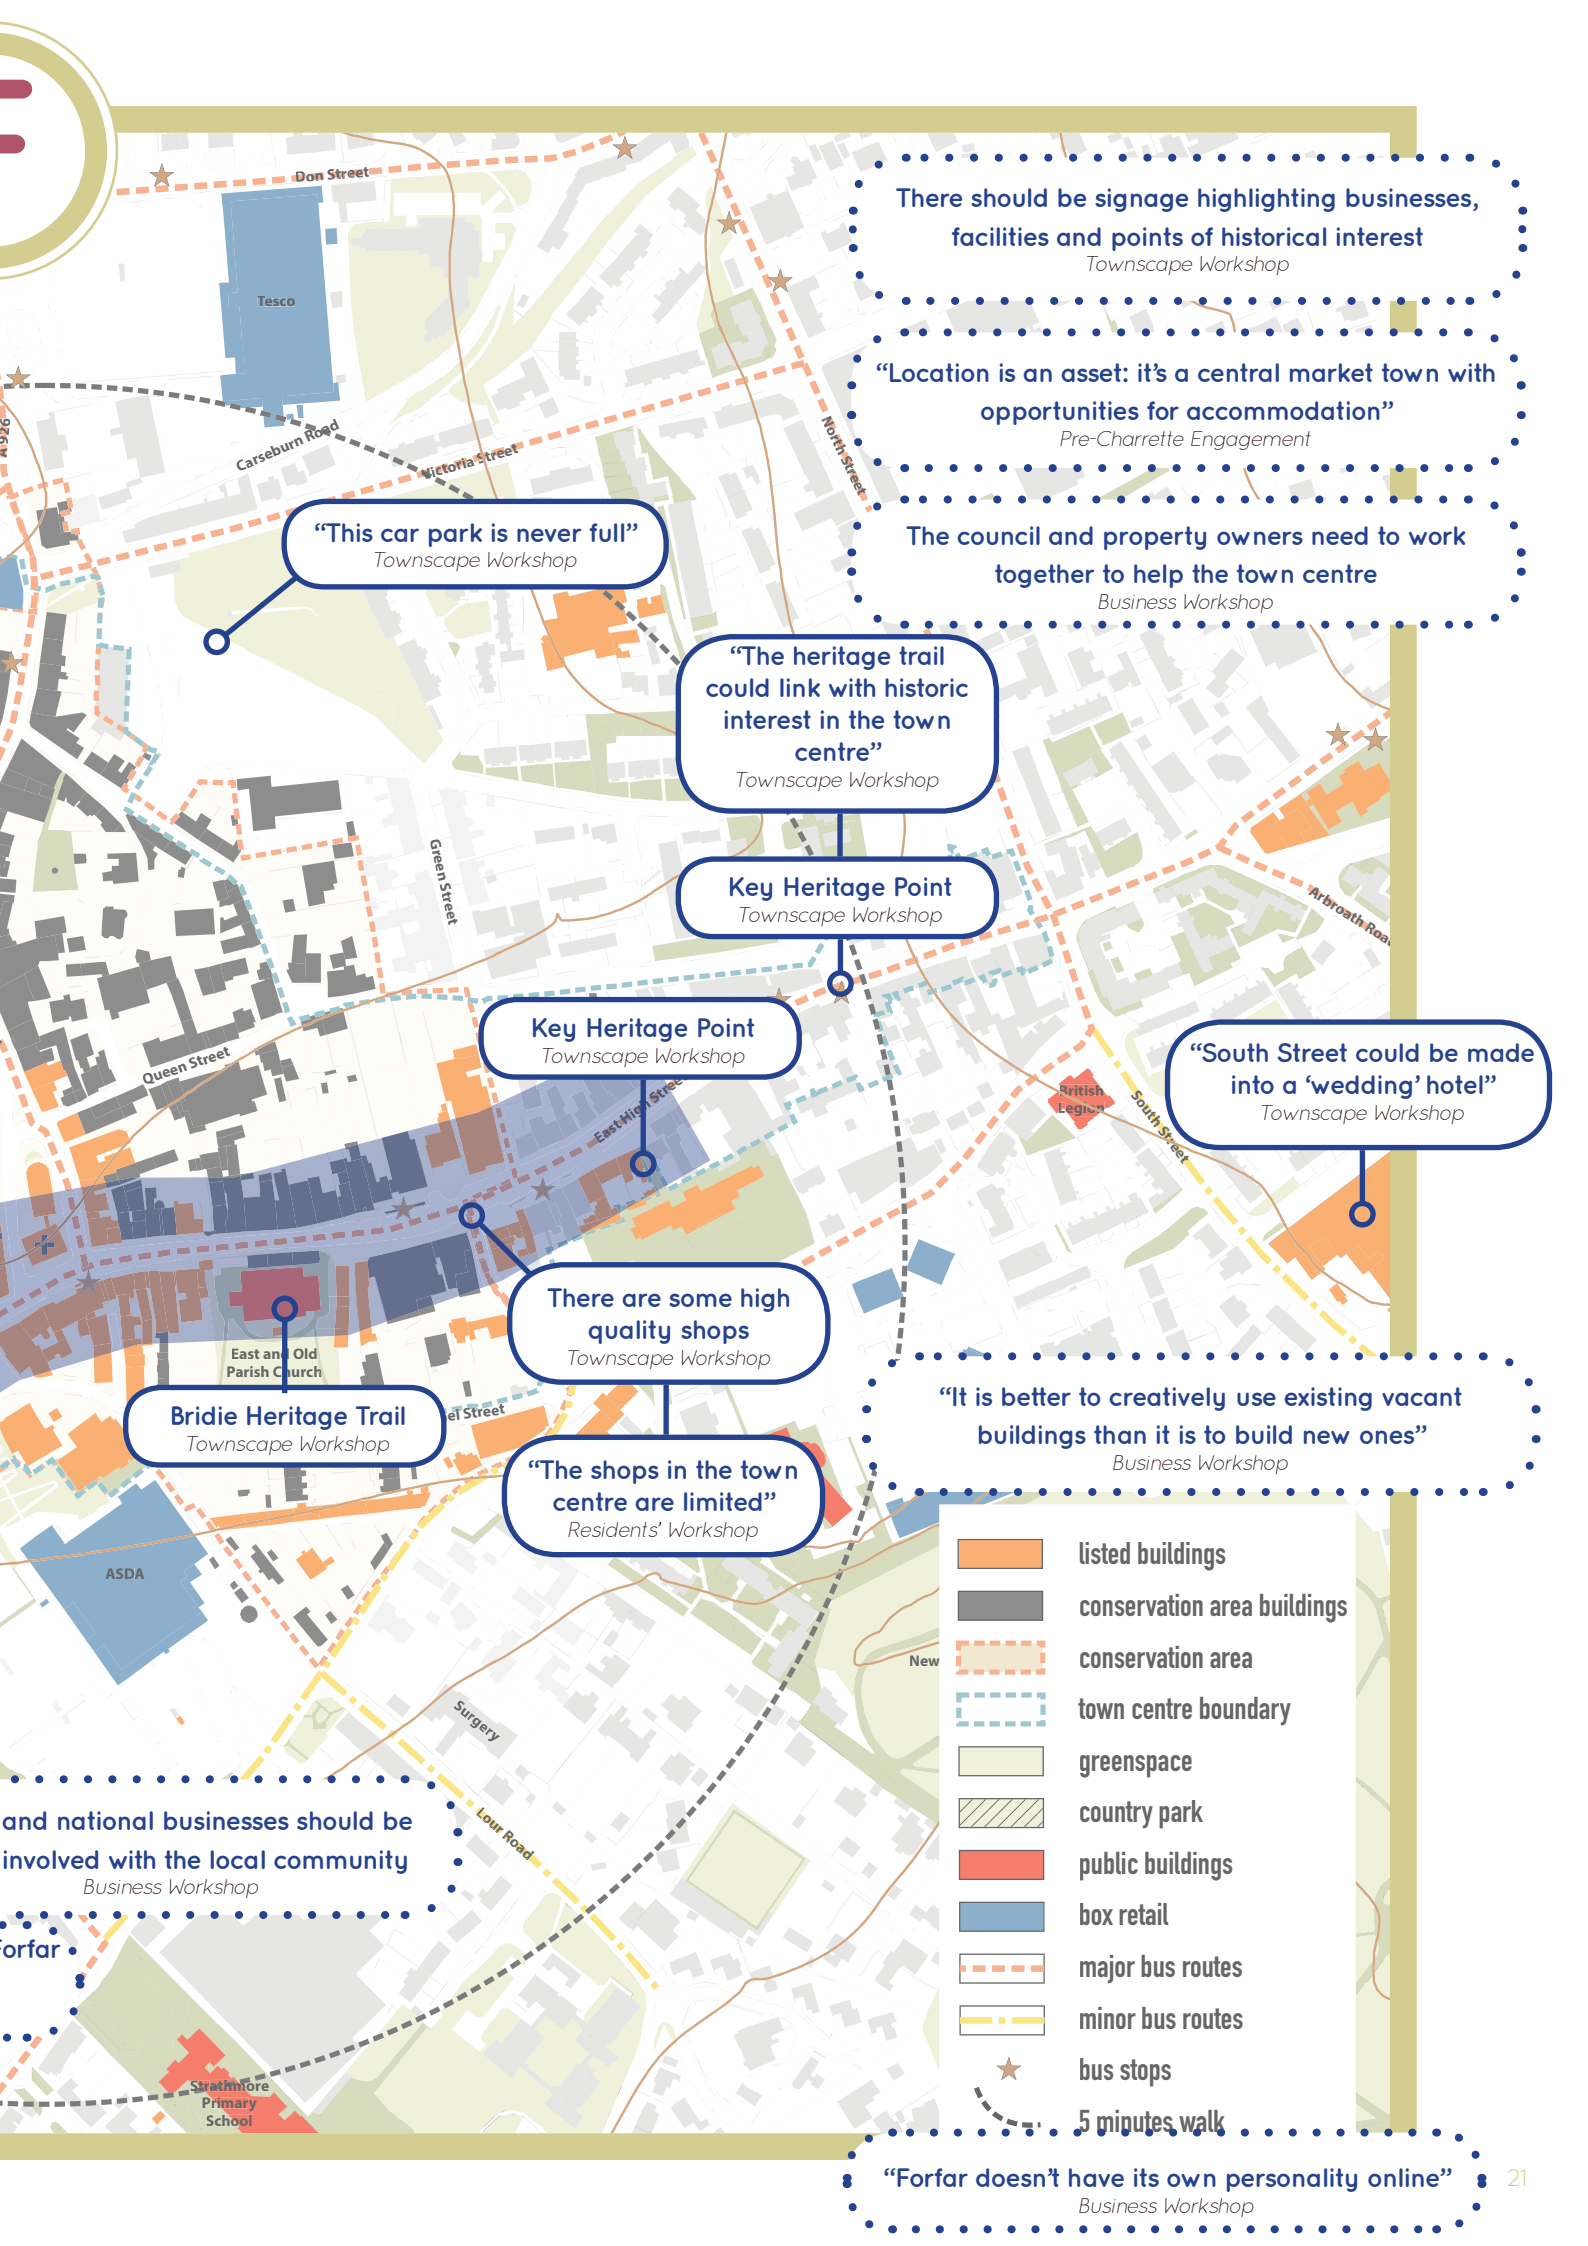 Don Street
There should be signage highlighting businesses,
facilities and points of historical interest
Townscape Workshop
Tesco
“Location is an asset: it’s a central market town with
opportunities for accommodation”
Pre-Charrette Engagement
A926
Carseburn Road
Victoria Street
North Street
“This car park is never full”
Townscape Workshop
The council and property owners need to work
together to help the town centre
Business Workshop
“The heritage trail
could link with historic
interest in the town
centre”
Townscape Workshop
Green Street
Key Heritage Point
Townscape Workshop
Arbroath Road
Key Heritage Point
Townscape Workshop
Queen Street
East High Street
British
Legion
South Street
“South Street could be made
into a ‘wedding’ hotel”
Townscape Workshop
There are some high
quality shops
Townscape Workshop
East and Old
Parish Church
Bridie Heritage Trail
Townscape Workshop
el Street
“It is better to creatively use existing vacant
buildings than it is to build new ones”
Business Workshop
“The shops in the town
centre are limited”
Residents’ Workshop
ASDA
listed buildings
conservation area buildings
conservation area
town centre boundary
greenspace
country park
public buildings
box retail
major bus routes
minor bus routes
bus stops
5 minutes walk
New
Surgery
Lour Road
and national businesses should be
involved with the local community
Business Workshop
Forfar
Strathmore
Primary
School
“Forfar doesn’t have its own personality online”
Business Workshop
21